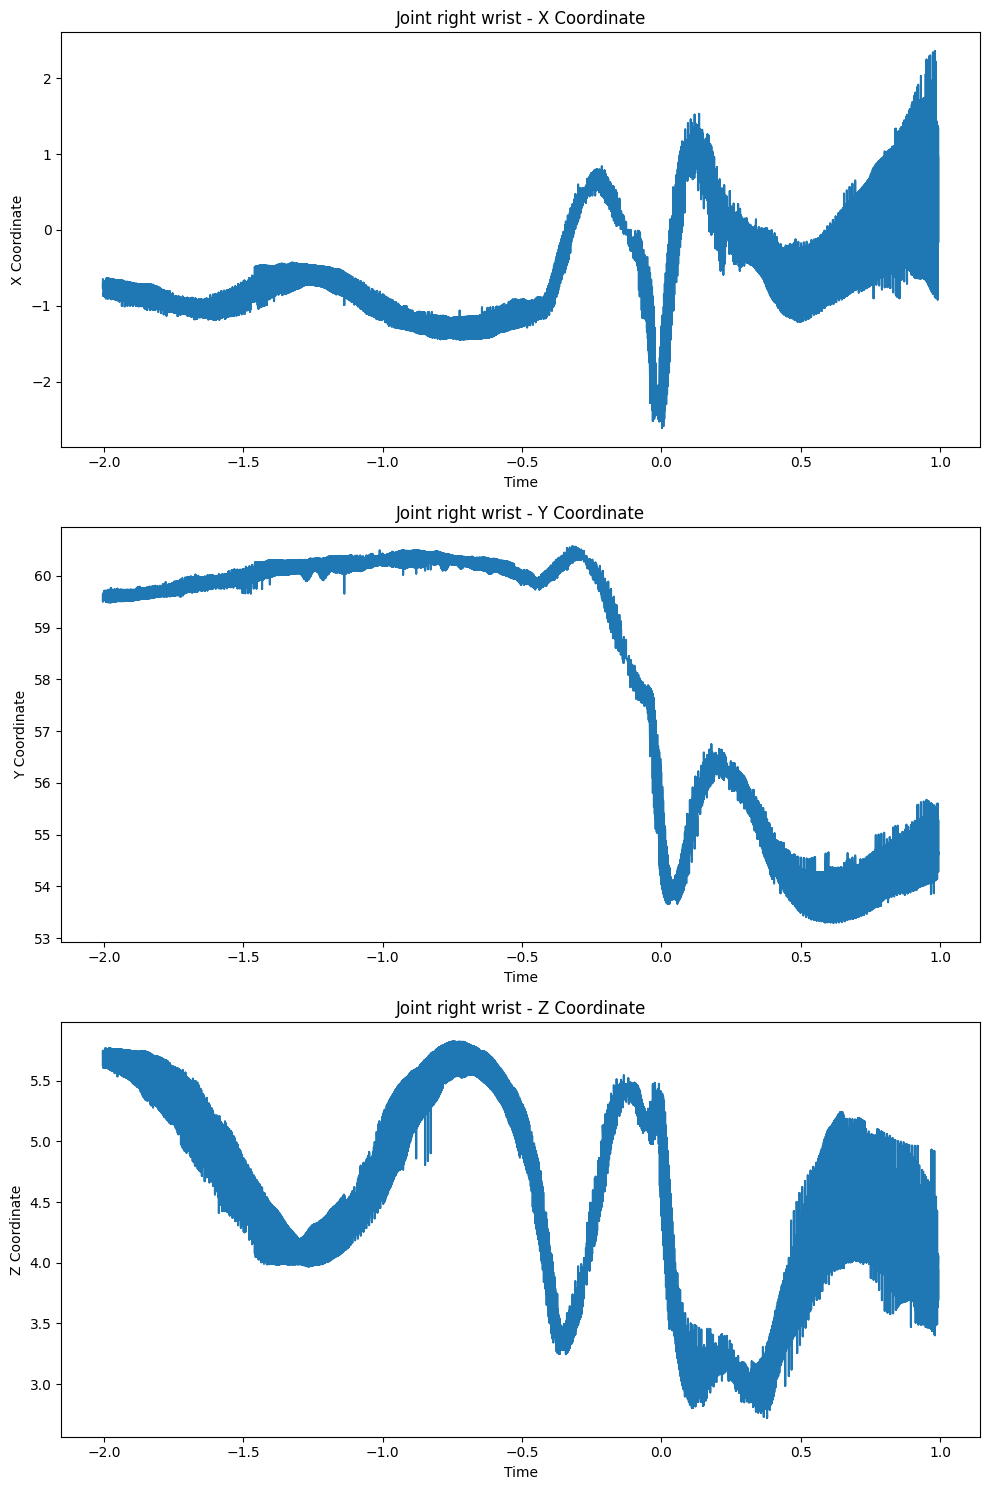 Joint right wrist - X Coordinate
2
1
0
−1
−2
X Coordinate
−2.0 −1.5 −1.0 −0.5 0.0 0.5 1.0
Time
Joint right wrist - Y Coordinate
60
59
58
57
56
55
54
53
Y Coordinate
−2.0 −1.5 −1.0 −0.5 0.0 0.5 1.0
Time
Joint right wrist - Z Coordinate
5.5
5.0
4.5
4.0
3.5
3.0
Z Coordinate
−2.0 −1.5 −1.0 −0.5 0.0 0.5 1.0
Time